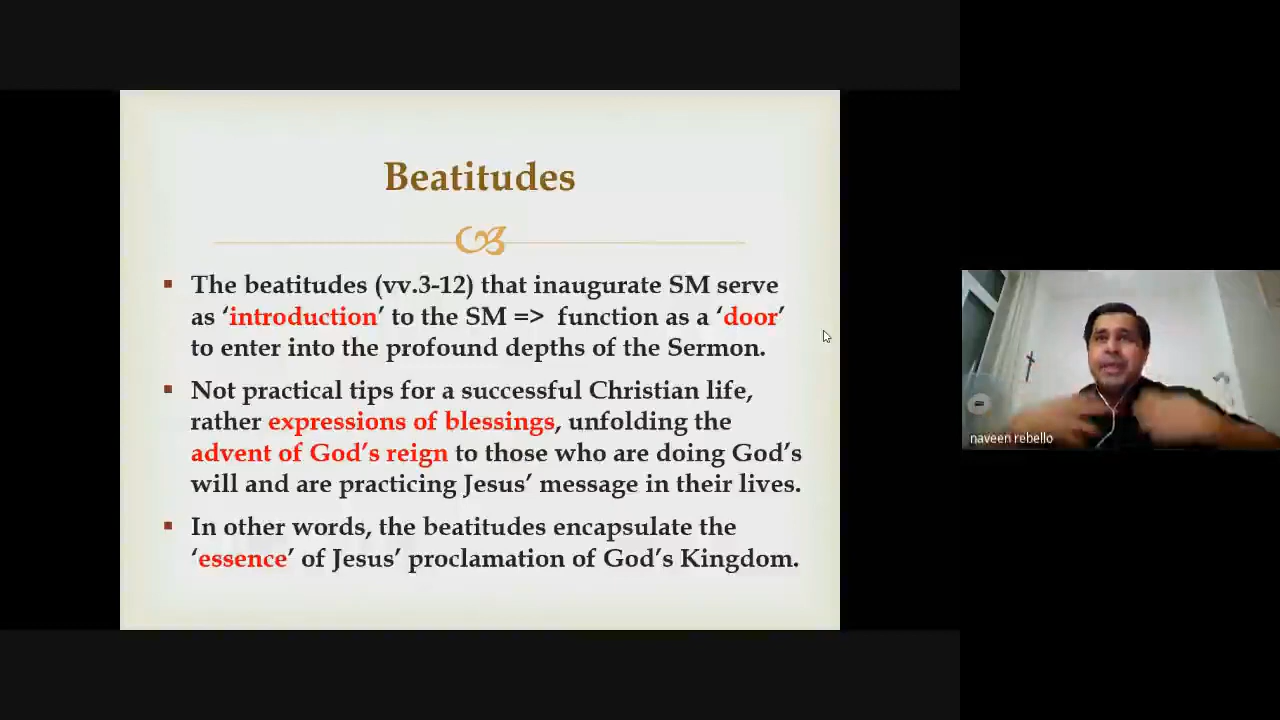 Beatitudes
▪ The beatitudes (vv.3-12) that inaugurate SM serve
as ‘introduction’ to the SM => function as a ‘door’
to enter into the profound depths of the Sermon.
▪ Not practical tips for a successful Christian life,
rather expressions of blessings, unfolding the
advent of God’s reign to those who are doing God’s
will and are practicing Jesus’ message in their lives.
▪ In other words, the beatitudes encapsulate the
‘essence’ of Jesus’ proclamation of God’s Kingdom.
naveen rebello